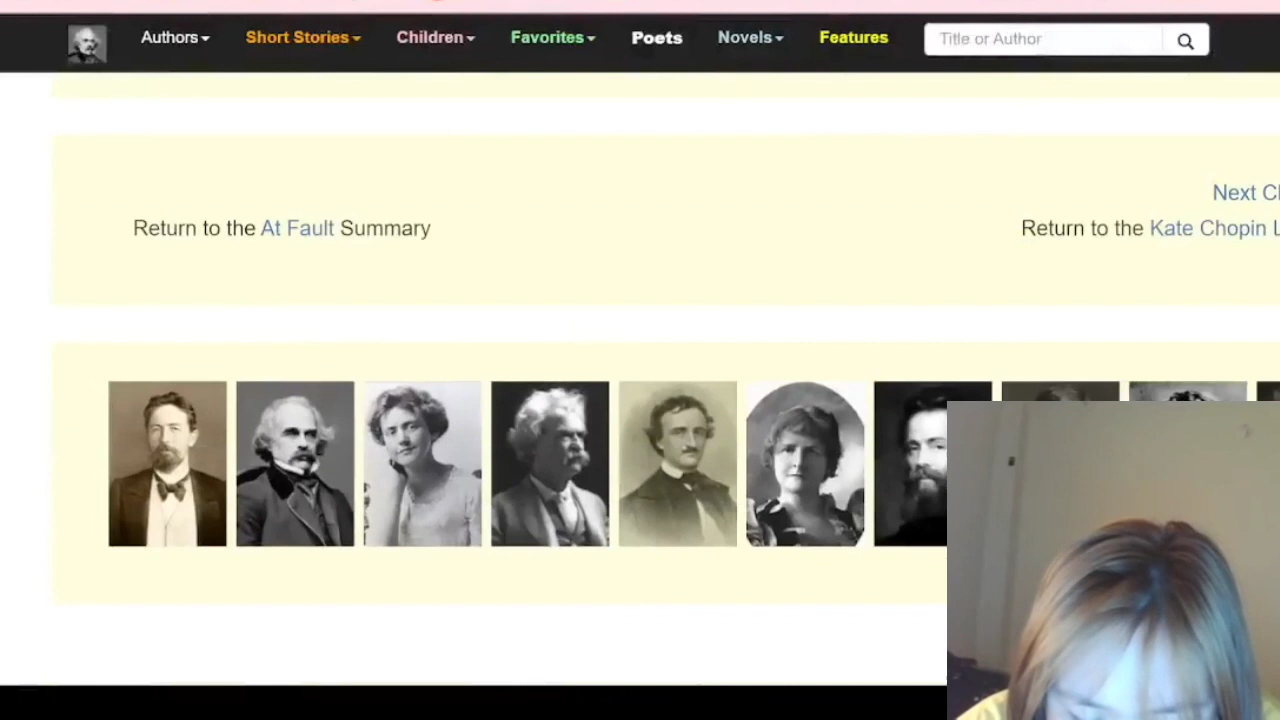 Authors Short Stories Children Favorites Poets Novels Features Title or Author
Next
Return to the At Fault Summary
Return to the Kate Chopin